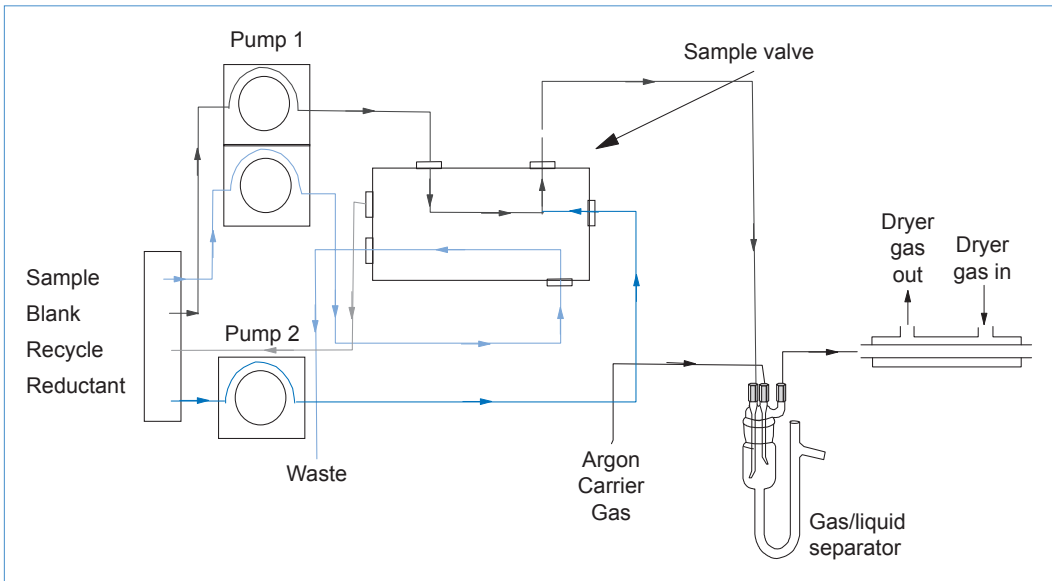 Pump 1
Sample valve
Sample
Blank
Recycle
Reductant
Pump 2
Waste
Argon
Carrier
Gas
Dryer
gas
out
Dryer
gas in
Gas/liquid
separator